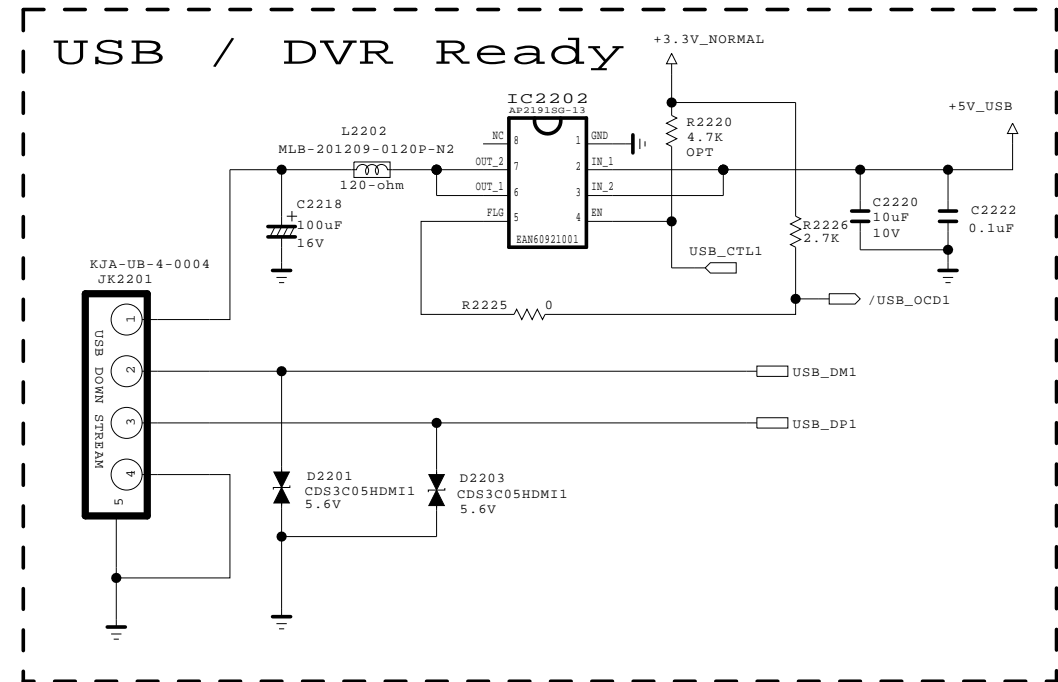 USB / DVR Ready
+3.3V_NORMAL
+5V_USB
IC2202
AP2191SG-13
R2220
4.7K
OPT
L2202
MLB-201209-0120P-N2
120-ohm
NC
8
1
GND
OUT_2
7
2
IN_1
OUT_1
6
3
IN_2
FLG
5
4
EN
EAN60921001
C2218
+
100uF
16V
C2220
10uF
10V
C2222
0.1uF
R2226
2.7K
USB_CTL1
KJA-UB-4-0004
JK2201
R2225
0
/USB_OCD1
1
2
3
4
5
USB DOWN STREAM
USB_DM1
USB_DP1
D2201
CDS3C05HDMI1
5.6V
D2203
CDS3C05HDMI1
5.6V